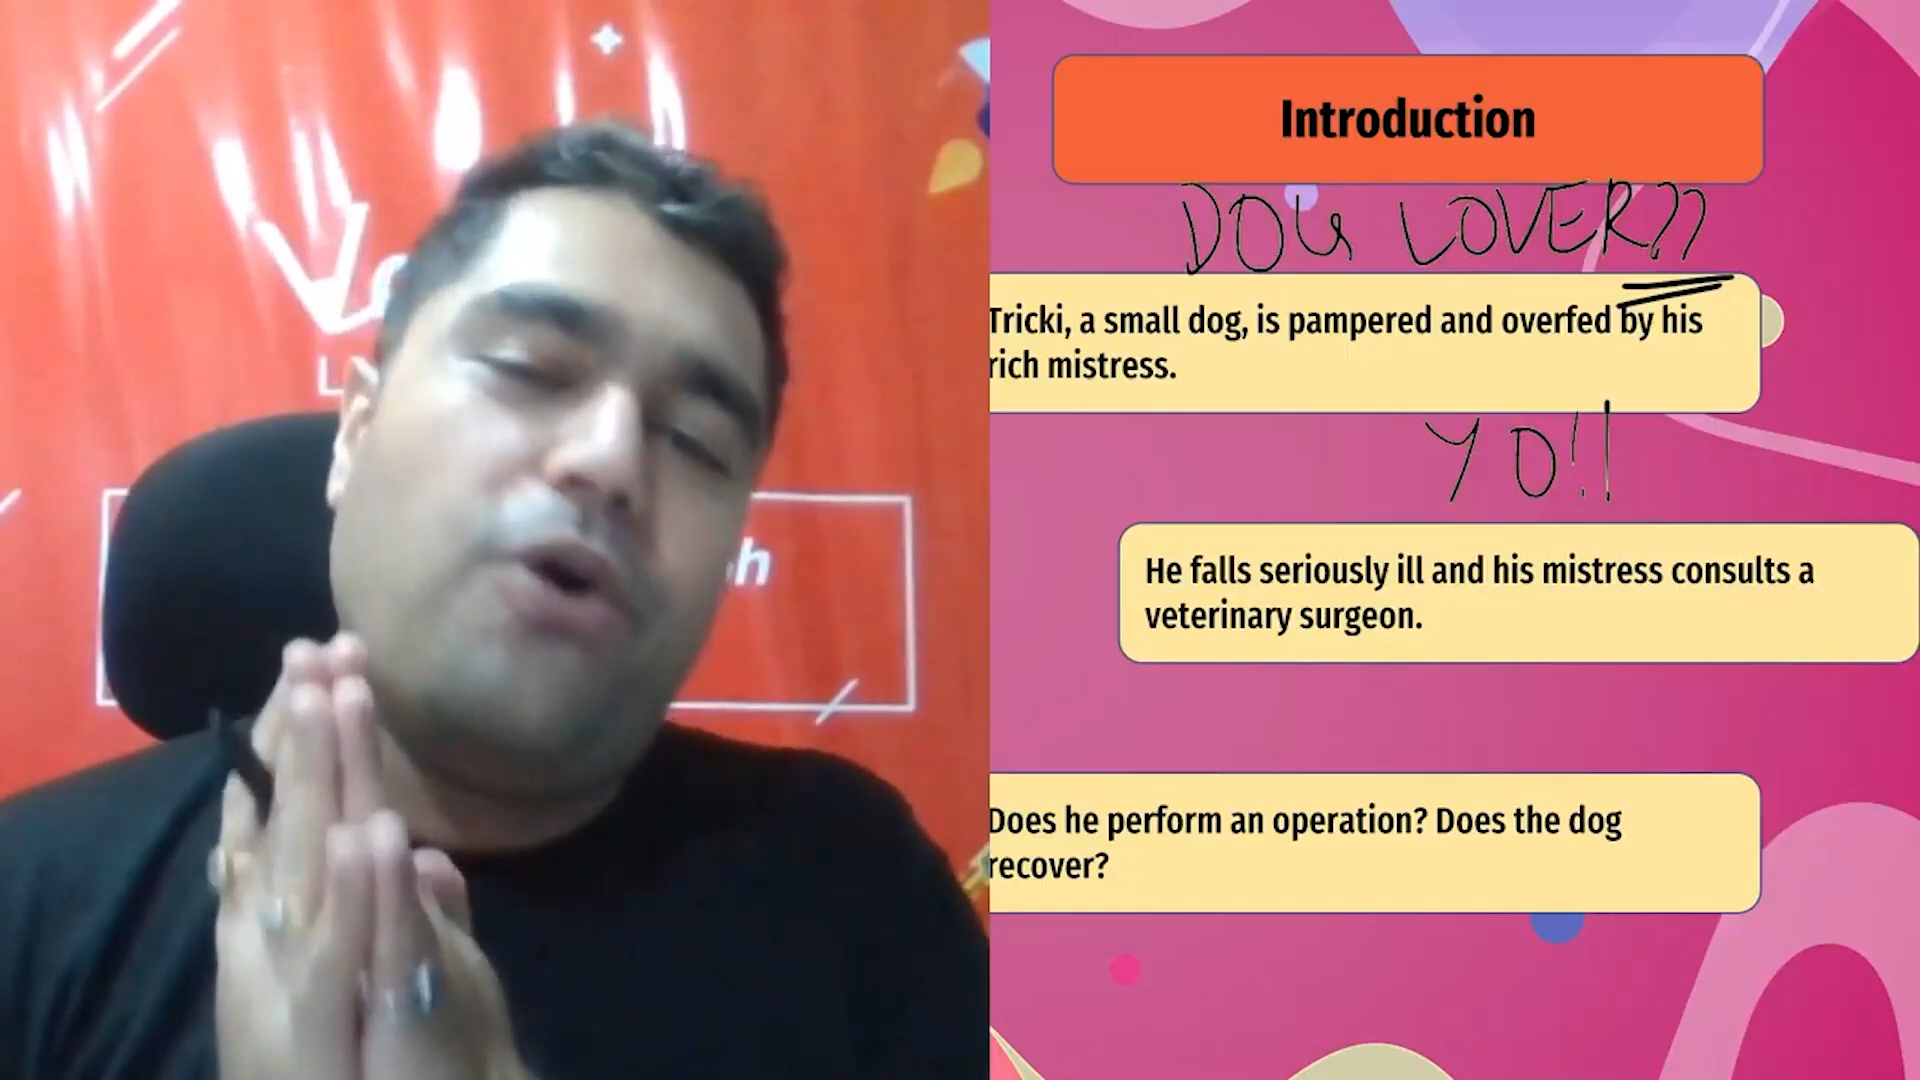 Introduction
DOG LOVER??
Tricki, a small dog, is pampered and overfed by his
rich mistress.
YO!!
He falls seriously ill and his mistress consults a
veterinary surgeon.
Does he perform an operation? Does the dog
recover?